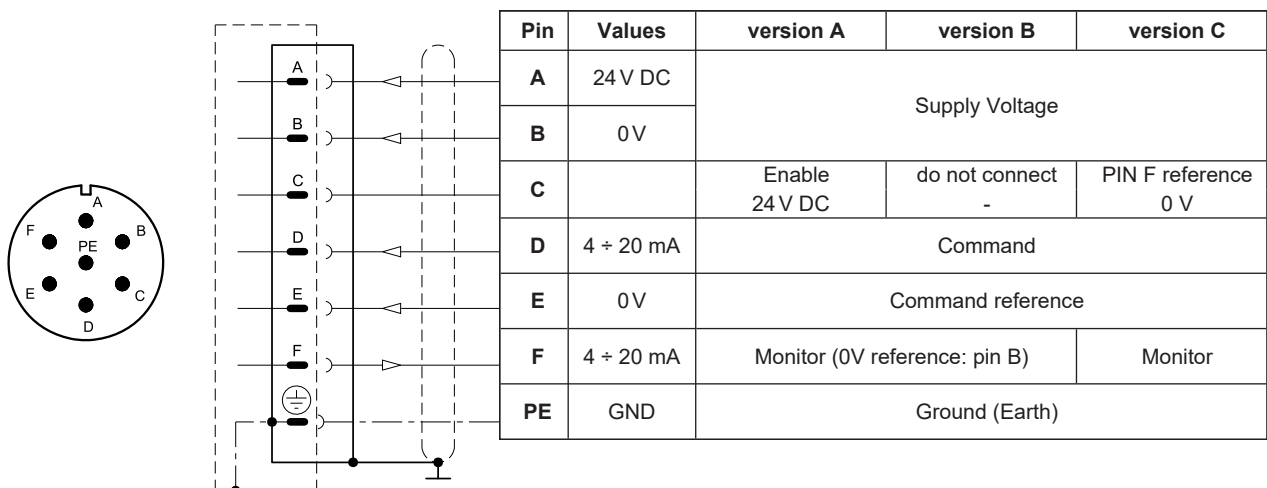 A
F
B
PE
E
C
D
A
B
C
D
E
F
Pin Values version A version B version C
A 24 V DC Supply Voltage
B 0 V
C Enable do not connect PIN F reference
24 V DC - 0 V
D 4 ÷ 20 mA Command
E 0 V Command reference
F 4 ÷ 20 mA Monitor (0V reference: pin B) Monitor
PE GND Ground (Earth)